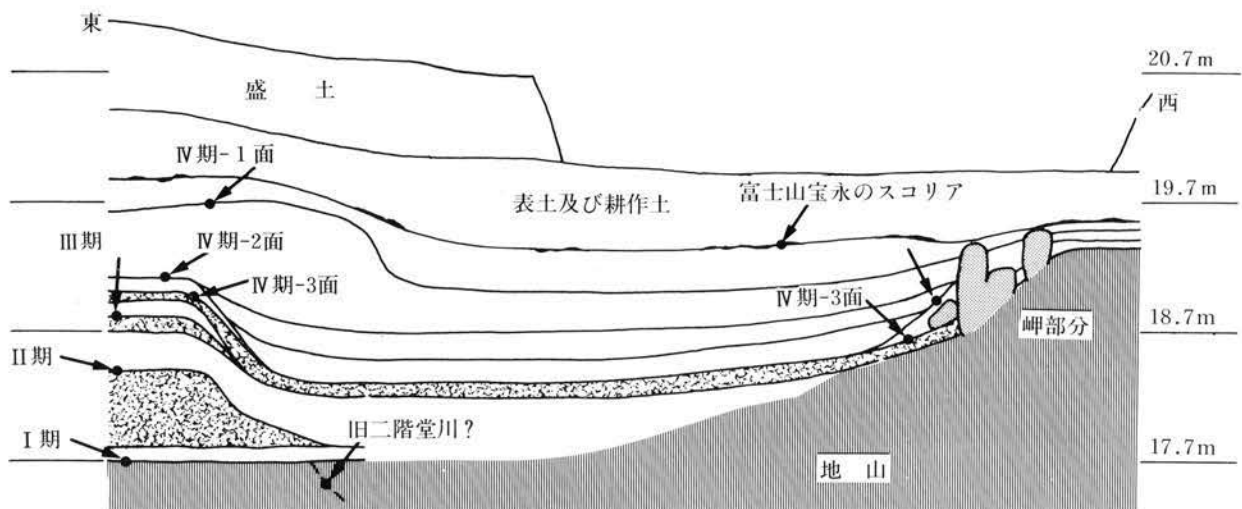 東
20.7m
盛 土
西
Ⅳ期-1面
富士山宝永のスコリア
19.7m
表土及び耕作土
Ⅲ期
Ⅳ期-2面
Ⅳ期-3面
Ⅳ期-3面
岬部分
18.7m
Ⅱ期
旧二階堂川?
Ⅰ期
地 山
17.7m